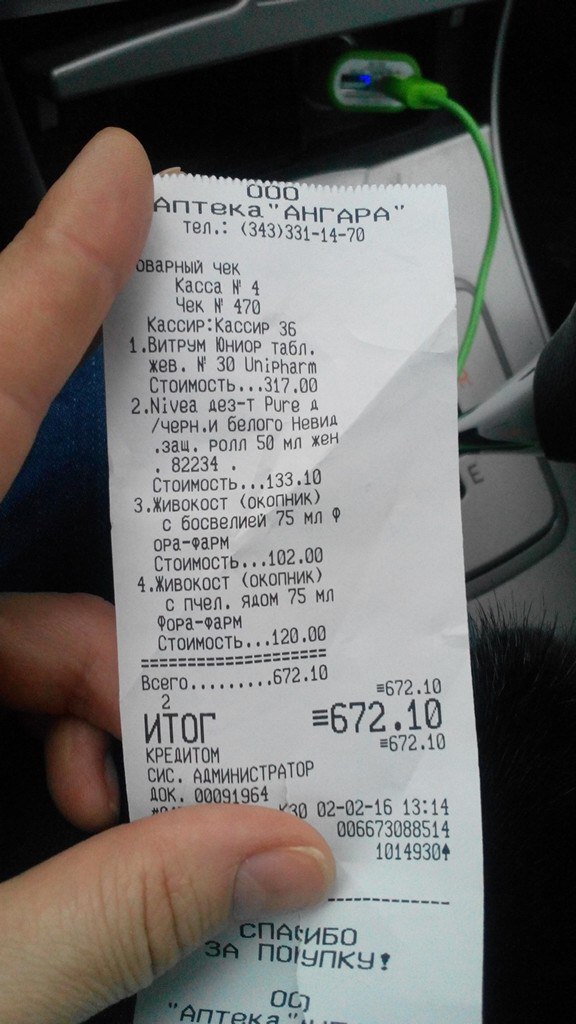 ООО
Аптека "АНГАРА"
тел.: (343)331-14-70
оварный чек
Касса № 4
Чек № 470
Кассир:Кассир 36
1.Витрум Юниор табл.
жев. № 30 Unipharm
Стоимость...317.00
2.Nivea дез-т Pure д
/черн.и белого Невид
.защ. ролл 50 мл жен
. 82234 .
Стоимость...133.10
3.Живокост (окопник)
с босвелией 75 мл Ф
ора-фарм
Стоимость...102.00
4.Живокост (окопник)
с пчел. ядом 75 мл
Фора-фарм
Стоимость...120.00
====================
Всего.........672.10
≡672.10
2
ИТОГ ≡672.10
КРЕДИТОМ ≡672.10
СИС. АДМИНИСТРАТОР
ДОК. 00091964
02-02-16 13:14
006673088514
1014930
СПАСИБО
ЗА ПОКУПКУ!
ООО
"Аптека "АНГ